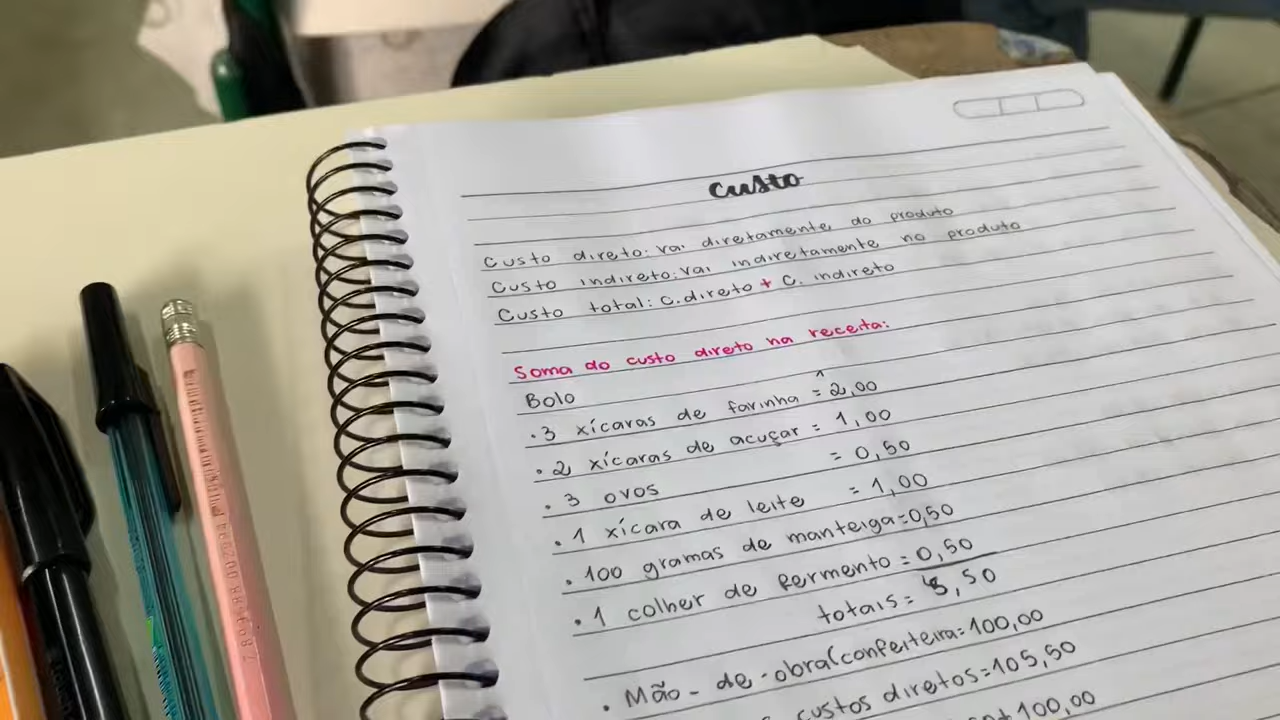 Custo
Custo direto: vai diretamente do produto
Custo indireto: vai indiretamente no produto
Custo total: C. direto + C. indireto
Soma do custo direto na receita:
Bolo
. 3 xícaras de farinha = 2,00
. 2 xícaras de acuçar = 1,00
. 3 ovos = 0,50
. 1 xícara de leite = 1,00
. 100 gramas de manteiga = 0,50
. 1 colher de fermento = 0,50
totais = 5,50
. Mão - de - obra (confeiteira = 100,00
custos diretos = 105,50
+ 100,00